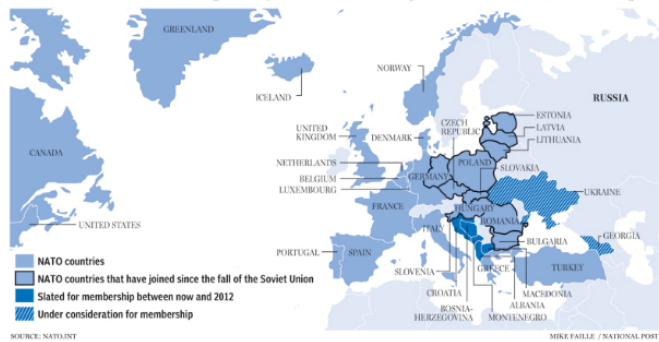 GREENLAND
NORWAY
ICELAND
RUSSIA
ESTONIA
LATVIA
LITHUANIA
UNITED
KINGDOM
DENMARK
CZECH
REPUBLIC
POLAND
SLOVAKIA
CANADA
NETHERLANDS
BELGIUM
LUXEMBOURG
GERMANY
UKRAINE
FRANCE
HUNGARY
ROMANIA
UNITED STATES
ITALY
GEORGIA
BULGARIA
PORTUGAL
SPAIN
SLOVENIA
GREECE
TURKEY
CROATIA
MACEDONIA
ALBANIA
BOSNIA-
HERZEGOVINA
MONTENEGRO
NATO countries
NATO countries that have joined since the fall of the Soviet Union
Slated for membership between now and 2012
Under consideration for membership
SOURCE: NATO.INT
MIKE FAILLE / NATIONAL POST